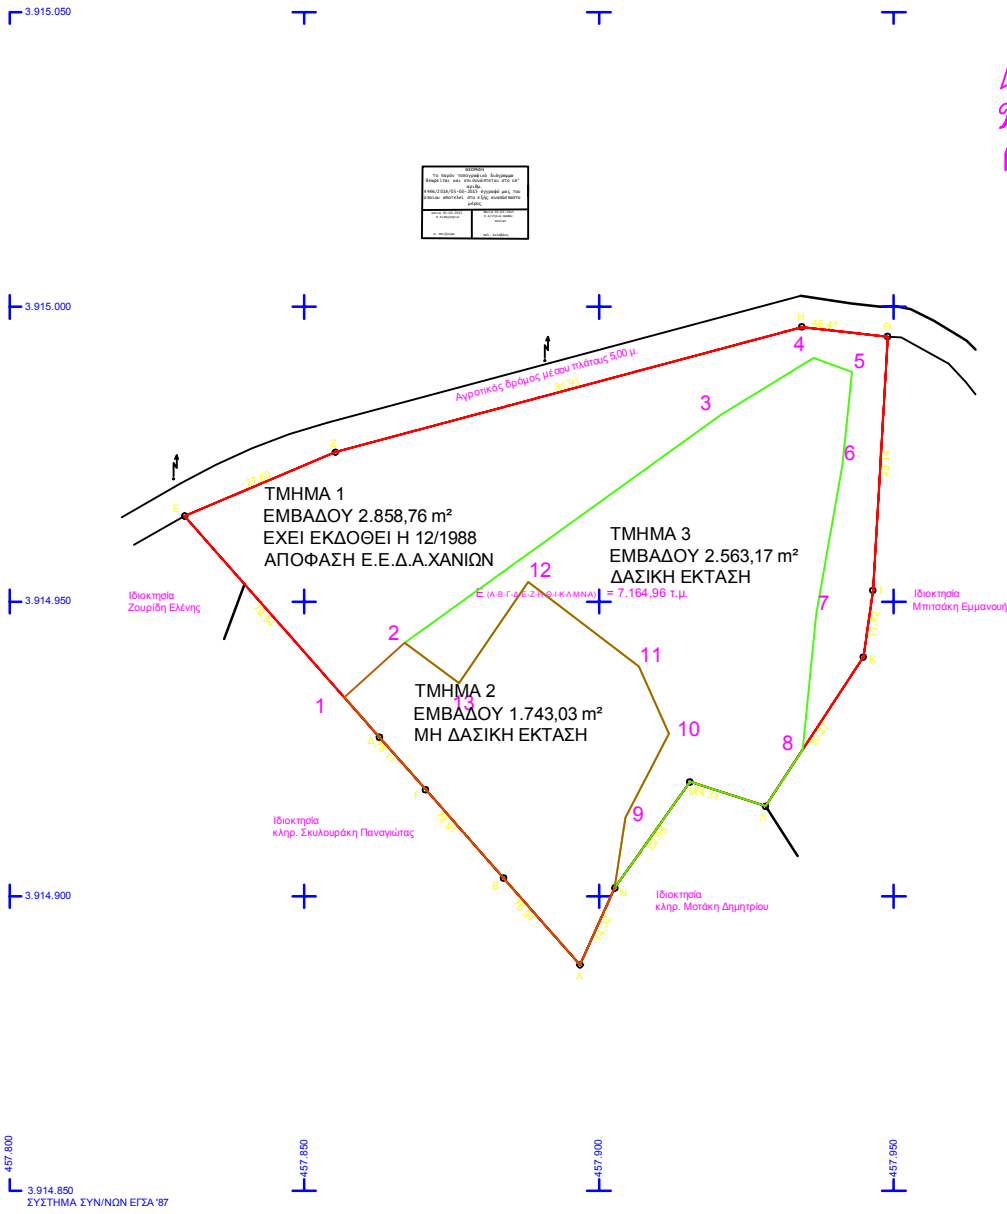 3.915.050
3.915.000
Αγροτικός δρόμος μέσου πλάτους 5,00 μ.
81.91
Η
Θ
4
5
3
6
Ζ
Ε
ΤΜΗΜΑ 1
ΕΜΒΑΔΟΥ 2.858,76 m²
ΕΧΕΙ ΕΚΔΟΘΕΙ Η 12/1988
ΑΠΟΦΑΣΗ Ε.Ε.Δ.Α.ΧΑΝΙΩΝ
ΤΜΗΜΑ 3
ΕΜΒΑΔΟΥ 2.563,17 m²
ΔΑΣΙΚΗ ΕΚΤΑΣΗ
12
Ε (Α-Β-Γ-Δ-Ε-Ζ-Η-Θ-Ι-Κ-Λ-Μ-Ν-Α) = 7.164,96 τ.μ.
Ιδιοκτησία
Ζουρίδη Ελένης
Ιδιοκτησία
Μπιτσάκη Εμμανουή
3.914.950
7
2
11
Κ
1
ΤΜΗΜΑ 2
13
ΕΜΒΑΔΟΥ 1.743,03 m²
ΜΗ ΔΑΣΙΚΗ ΕΚΤΑΣΗ
10
8
Δ
Γ
9
Λ
Ιδιοκτησία
κληρ. Σκυλουράκη Παναγιώτας
Β
Ν
3.914.900
Ιδιοκτησία
κληρ. Μοτάκη Δημητρίου
Α
457.800
457.850
457.900
457.950
3.914.850
ΣΥΣΤΗΜΑ ΣΥΝ/ΝΩΝ ΕΓΣΑ '87